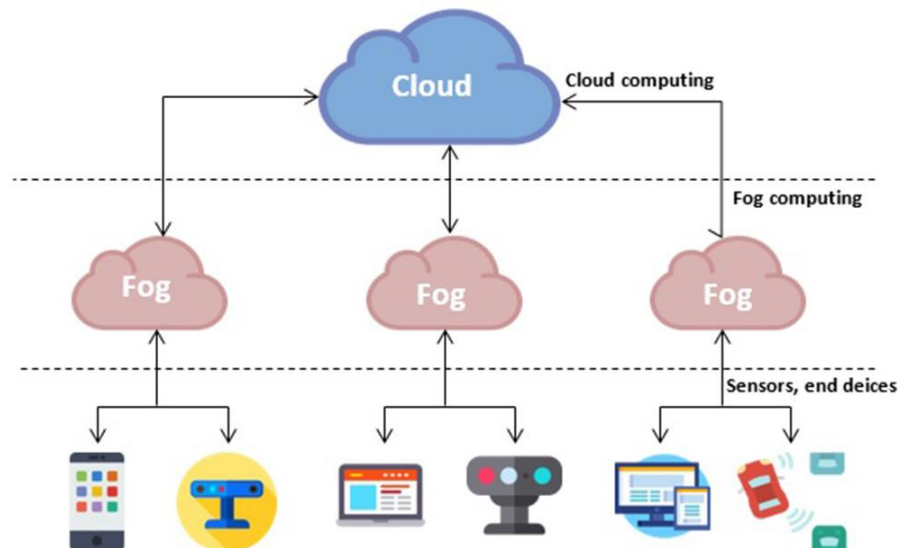 Cloud
Cloud computing
Fog computing
Fog
Fog
Fog
Sensors, end deices